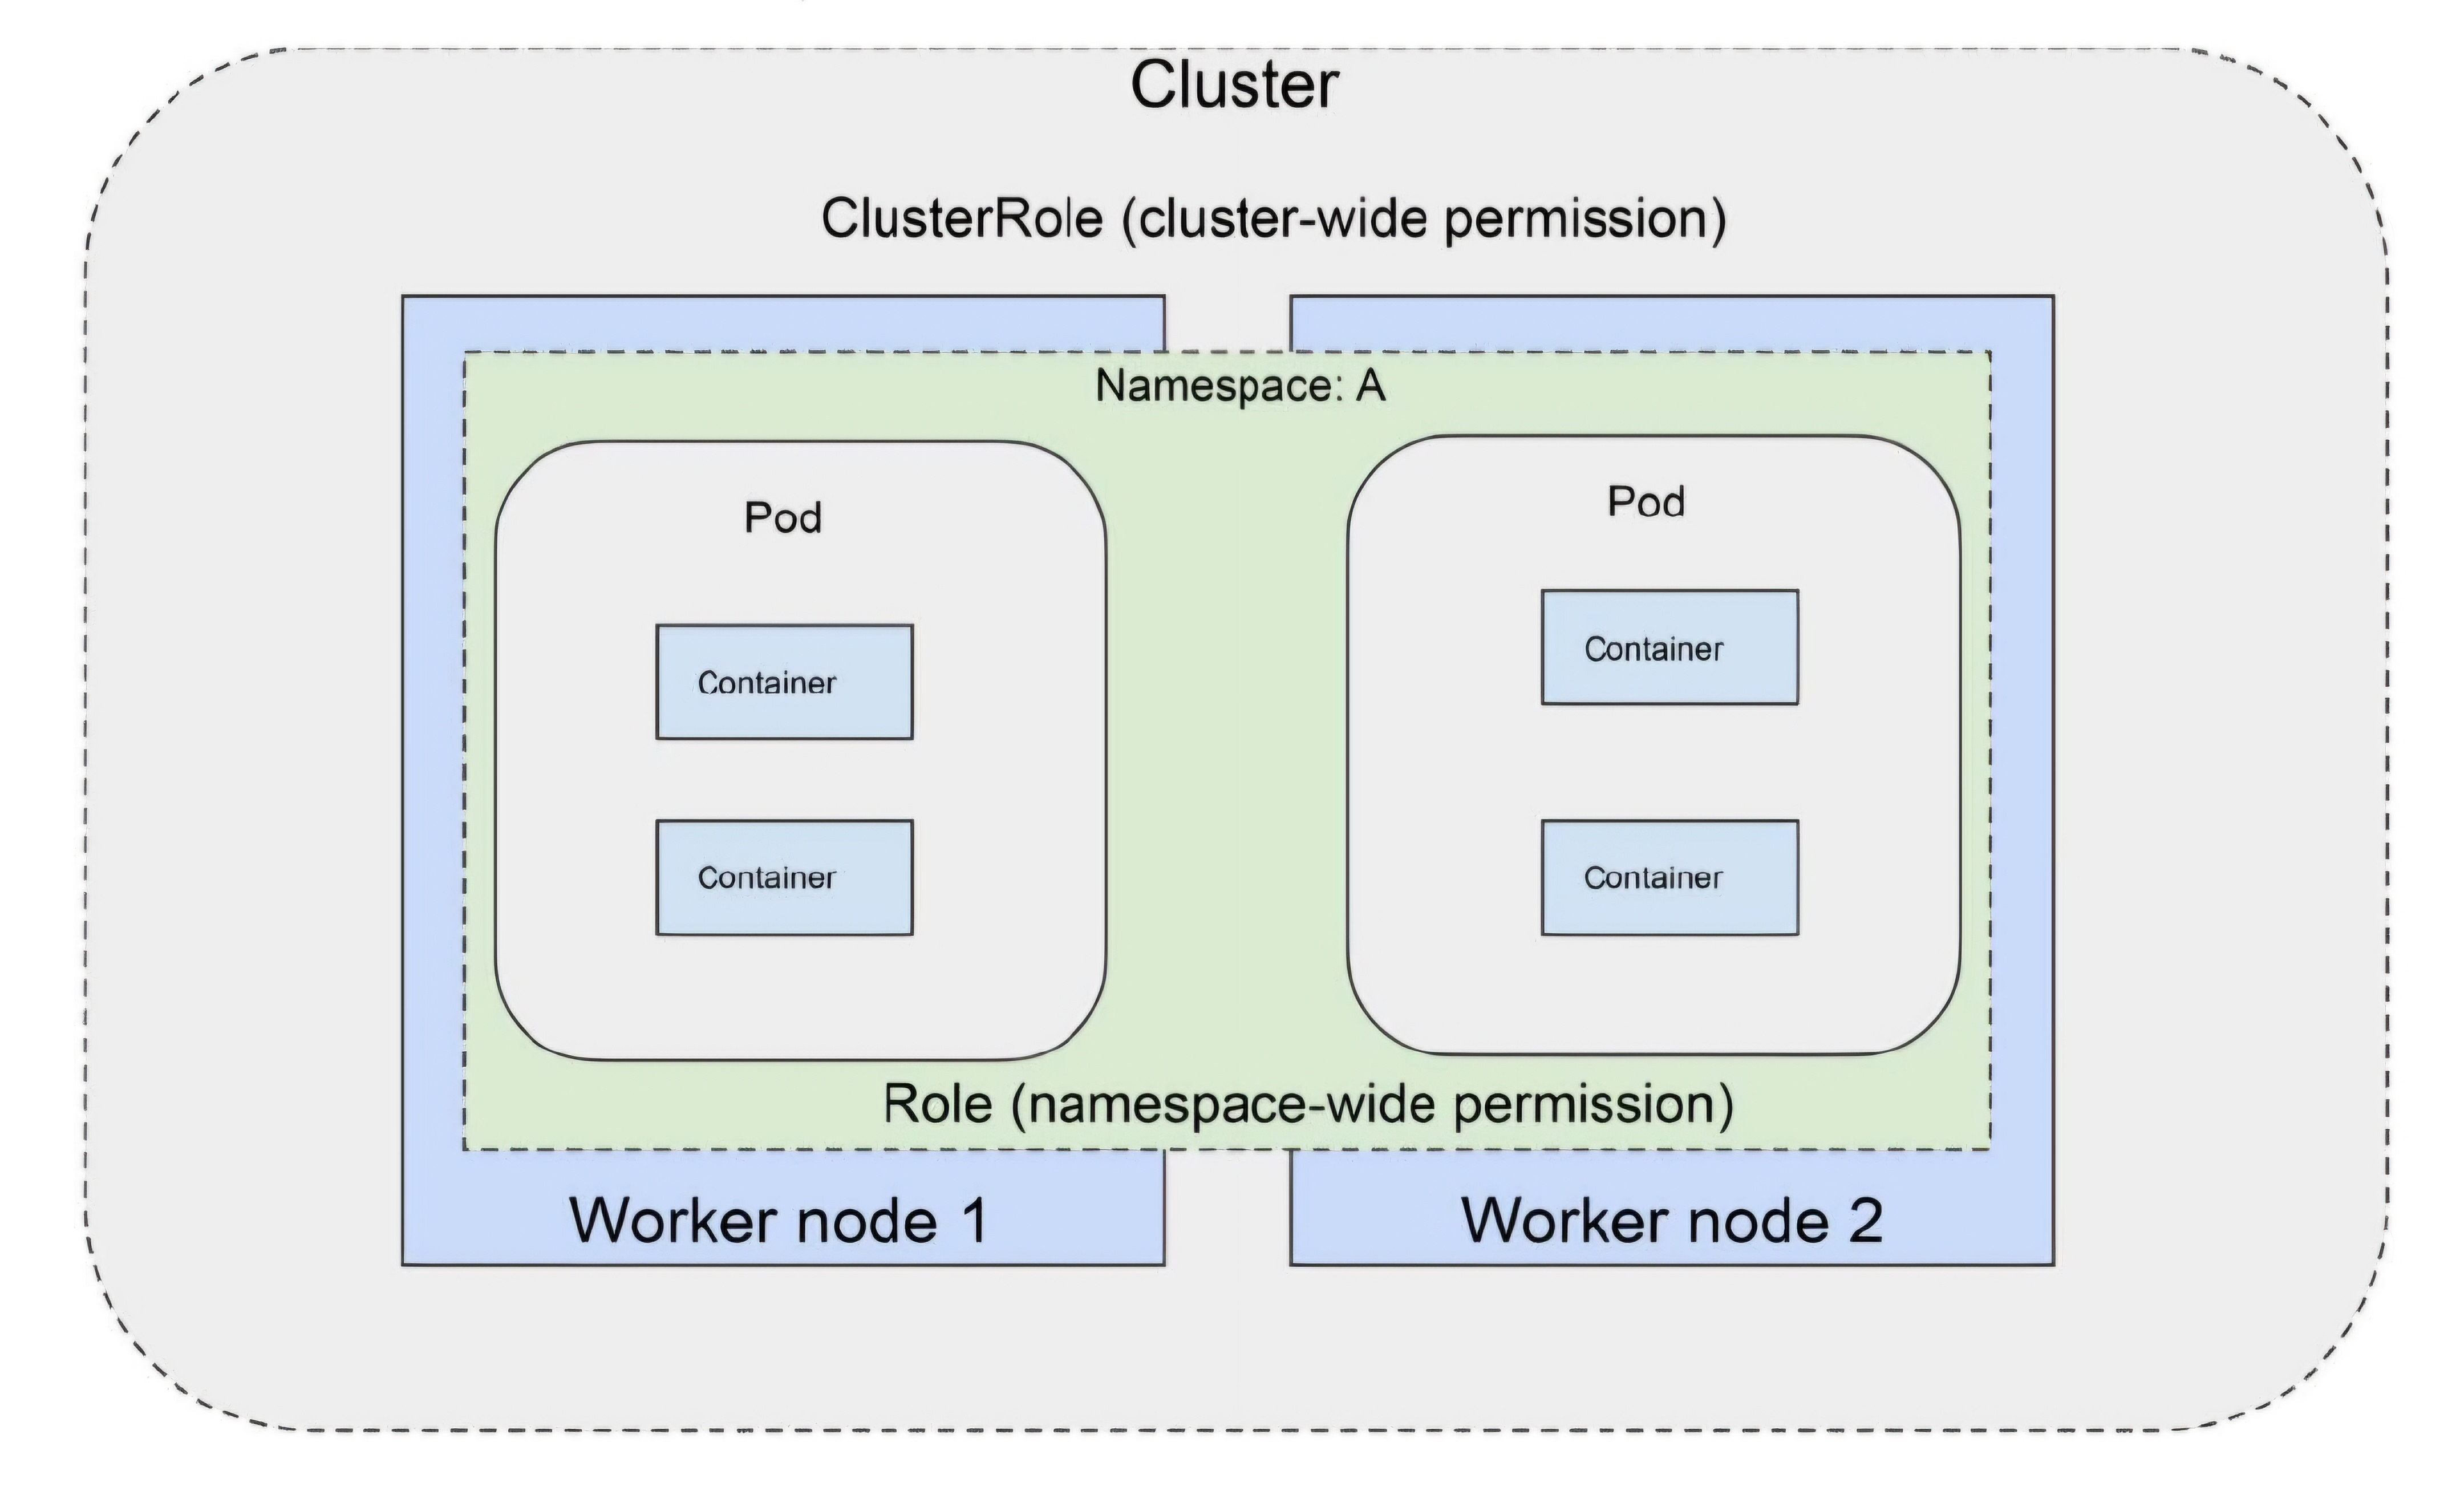 Cluster
ClusterRole (cluster-wide permission)
Namespace: A
Pod
Container
Container
Pod
Container
Container
Role (namespace-wide permission)
Worker node 1
Worker node 2